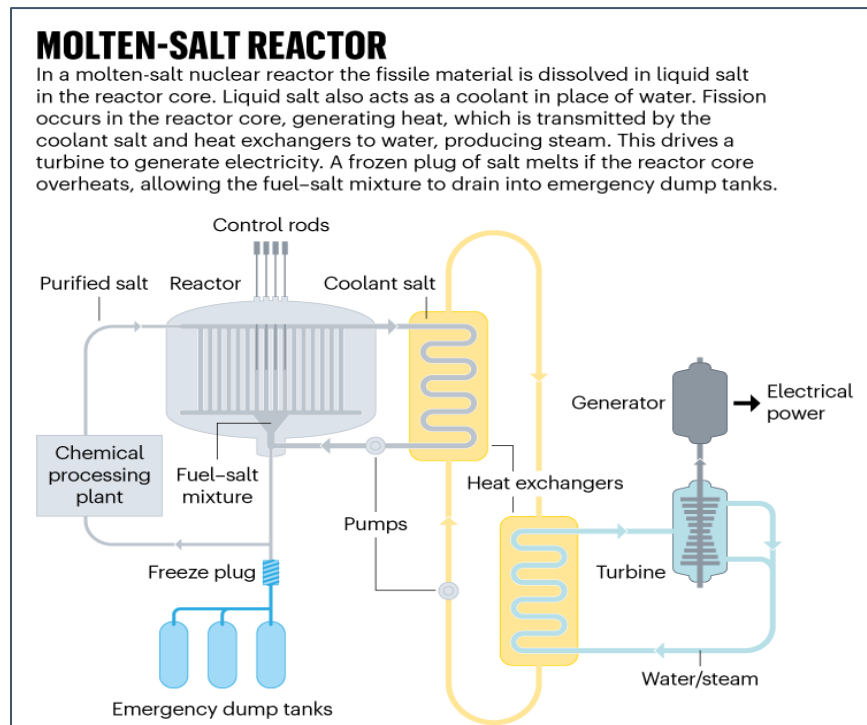 MOLTEN-SALT REACTOR
In a molten-salt nuclear reactor the fissile material is dissolved in liquid salt
in the reactor core. Liquid salt also acts as a coolant in place of water. Fission
occurs in the reactor core, generating heat, which is transmitted by the
coolant salt and heat exchangers to water, producing steam. This drives a
turbine to generate electricity. A frozen plug of salt melts if the reactor core
overheats, allowing the fuel–salt mixture to drain into emergency dump tanks.
Control rods
Purified salt
Reactor
Coolant salt
Generator
Electrical
power
Chemical
processing
plant
Fuel–salt
mixture
Heat exchangers
Pumps
Freeze plug
Turbine
Water/steam
Emergency dump tanks